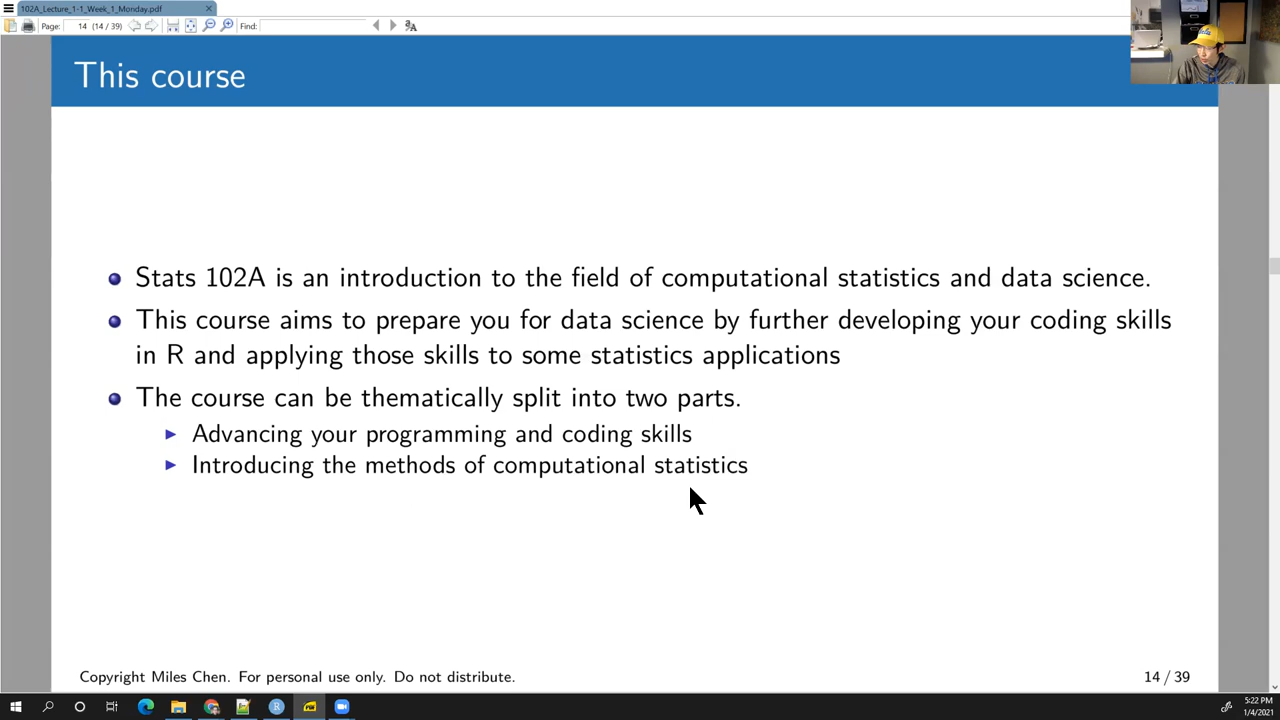 102A_Lecture_1-1_Week_1_Monday.pdf
Page: 14 (14 / 39) Find:
This course
Stats 102A is an introduction to the field of computational statistics and data science.
This course aims to prepare you for data science by further developing your coding skills
in R and applying those skills to some statistics applications
The course can be thematically split into two parts.
Advancing your programming and coding skills
Introducing the methods of computational statistics
Copyright Miles Chen. For personal use only. Do not distribute.
14 / 39
5:22 PM
1/4/2021